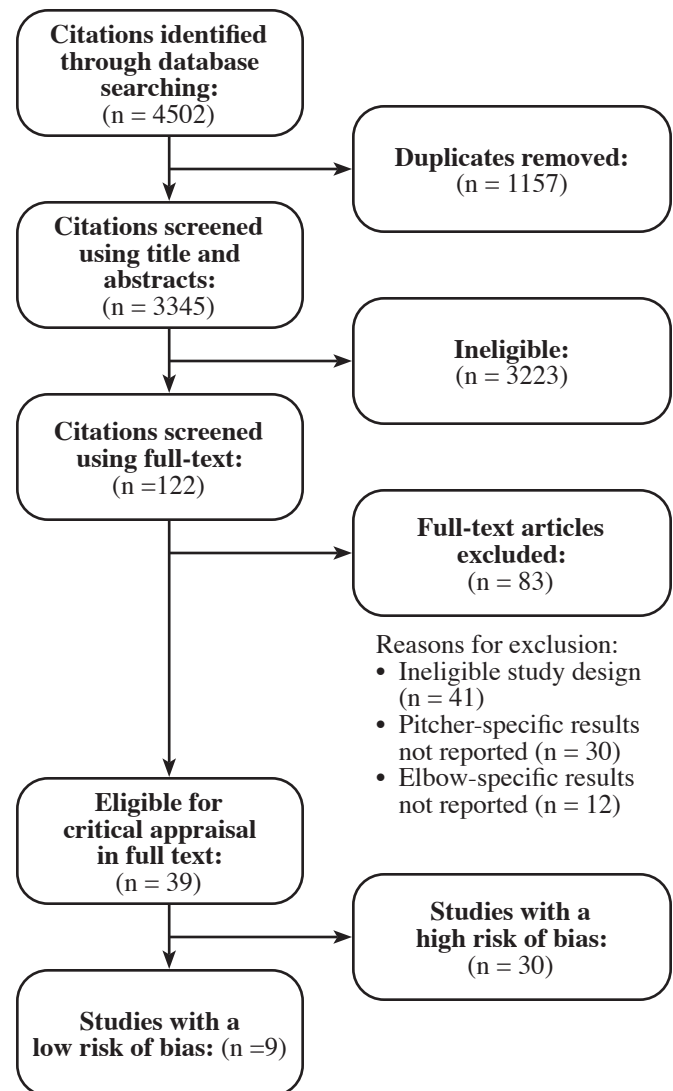 Citations identified
through database
searching:
(n = 4502)
Duplicates removed:
(n = 1157)
Citations screened
using title and
abstracts:
(n = 3345)
Ineligible:
(n = 3223)
Citations screened
using full-text:
(n =122)
Full-text articles
excluded:
(n = 83)
Reasons for exclusion:
• Ineligible study design
(n = 41)
• Pitcher-specific results
not reported (n = 30)
• Elbow-specific results
not reported (n = 12)
Eligible for
critical appraisal
in full text:
(n = 39)
Studies with a
high risk of bias:
(n = 30)
Studies with a
low risk of bias: (n =9)